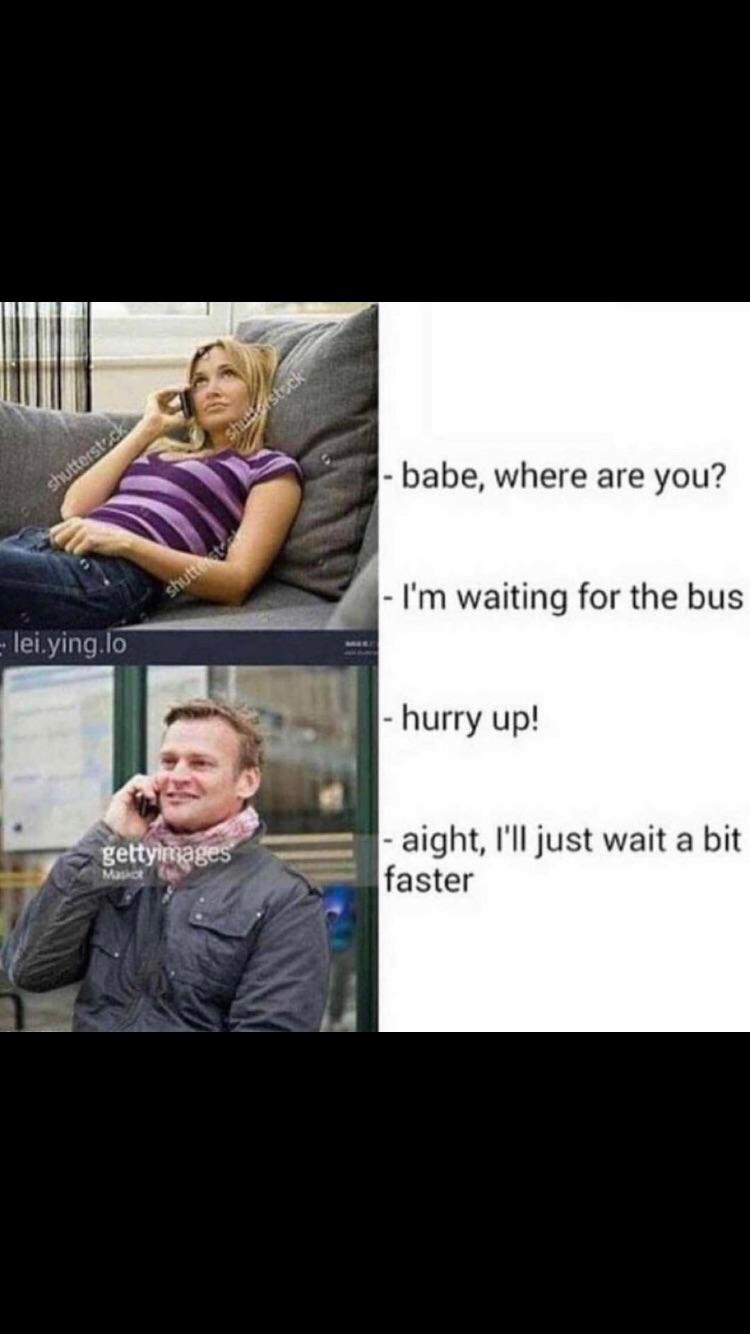 shutterstock
shutterstock
shutterstock
- lei.ying.lo
gettyimages
Maskot
- babe, where are you?
- I'm waiting for the bus
- hurry up!
- aight, I'll just wait a bit
faster